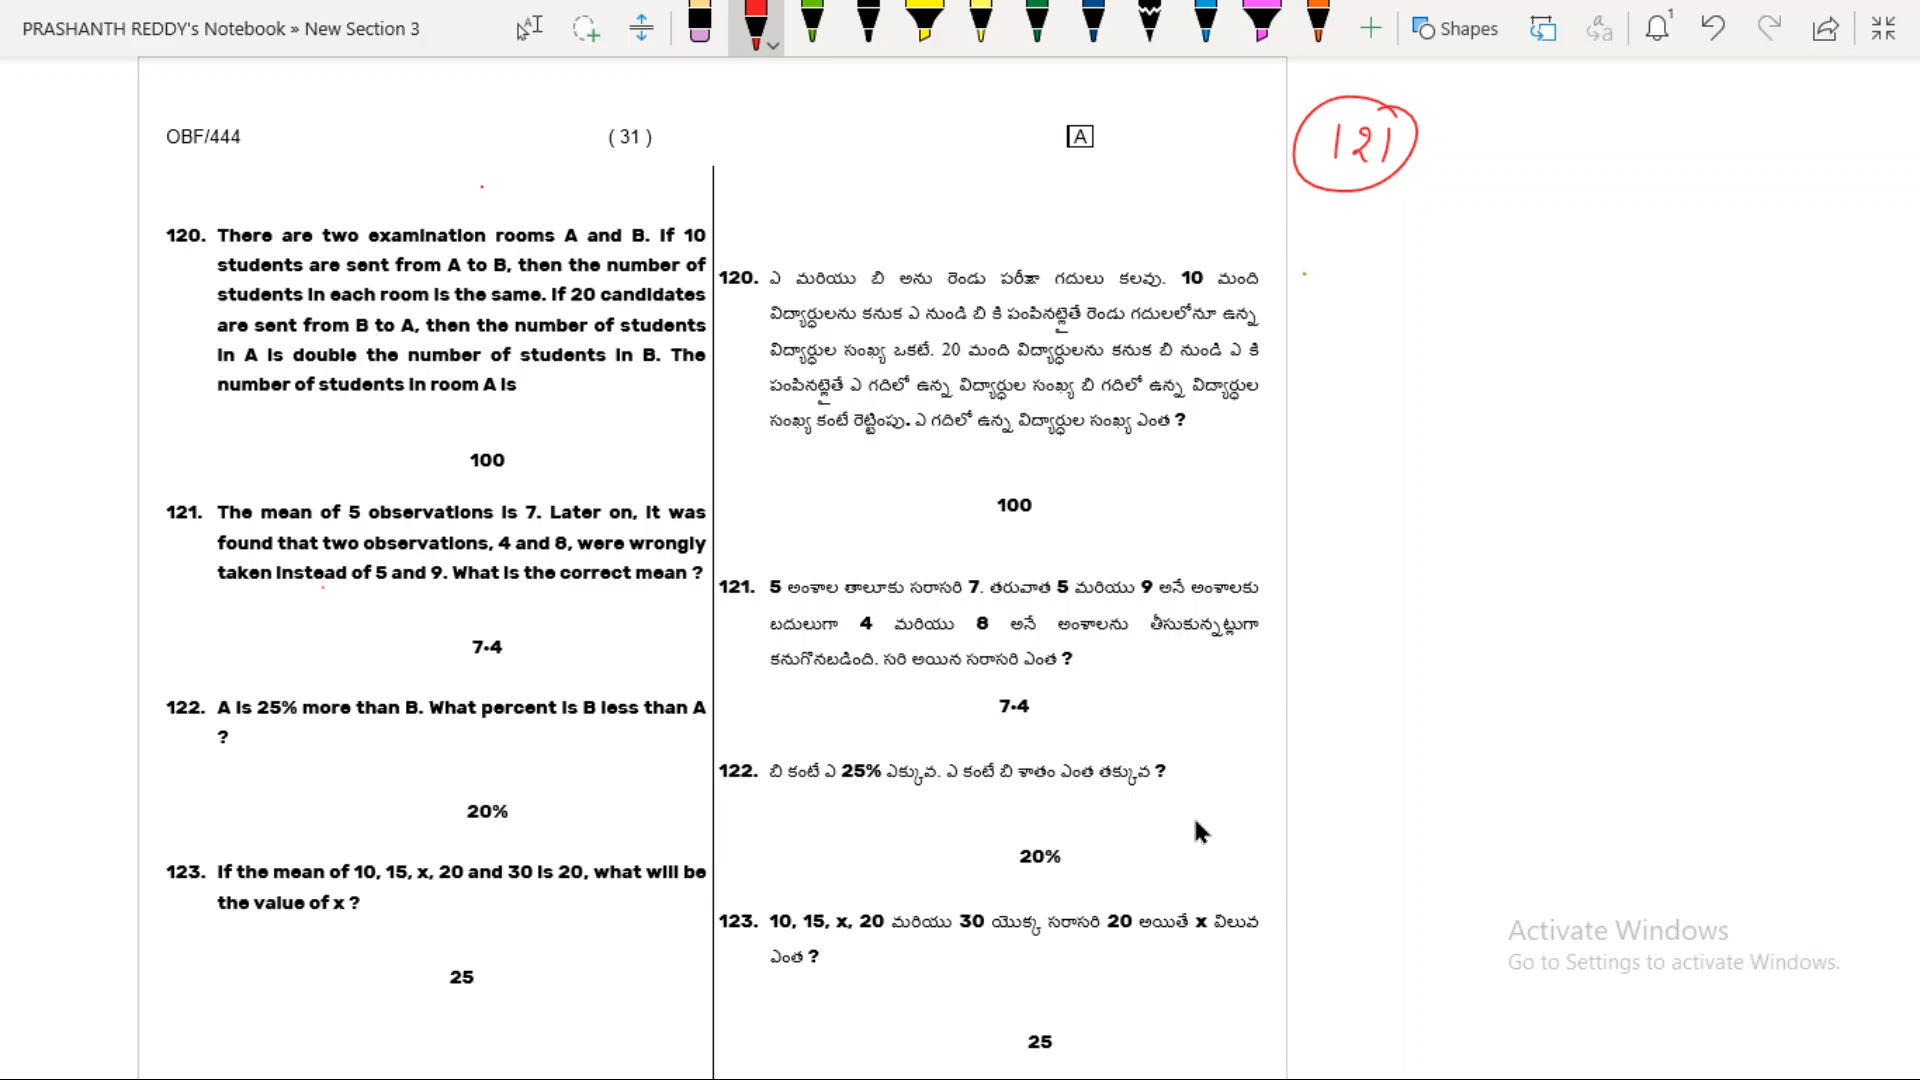 PRASHANTH REDDY's Notebook » New Section 3
Shapes
1
OBF/444
( 31 )
A
121
120. There are two examination rooms A and B. If 10
students are sent from A to B, then the number of
students in each room is the same. If 20 candidates
are sent from B to A, then the number of students
in A is double the number of students in B. The
number of students in room A is
100
121. The mean of 5 observations is 7. Later on, it was
found that two observations, 4 and 8, were wrongly
taken instead of 5 and 9. What is the correct mean ?
7·4
122. A is 25% more than B. What percent is B less than A
?
20%
123. If the mean of 10, 15, x, 20 and 30 is 20, what will be
the value of x ?
25
120. ఎ మరియు బి అను రెండు పరీక్షా గదులు కలవు. 10 మంది
విద్యార్థులను కనుక ఎ నుండి బి కి పంపినట్లైతే రెండు గదులలోనూ ఉన్న
విద్యార్థుల సంఖ్య ఒకటే. 20 మంది విద్యార్థులను కనుక బి నుండి ఎ కి
పంపినట్లైతే ఎ గదిలో ఉన్న విద్యార్థుల సంఖ్య బి గదిలో ఉన్న విద్యార్థుల
సంఖ్య కంటే రెట్టింపు. ఎ గదిలో ఉన్న విద్యార్థుల సంఖ్య ఎంత ?
100
121. 5 అంశాల తాలూకు సరాసరి 7. తరువాత 5 మరియు 9 అనే అంశాలకు
బదులుగా 4 మరియు 8 అనే అంశాలను తీసుకున్నట్లుగా
కనుగొనబడింది. సరి అయిన సరాసరి ఎంత ?
7·4
122. బి కంటే ఎ 25% ఎక్కువ. ఎ కంటే బి శాతం ఎంత తక్కువ ?
20%
123. 10, 15, x, 20 మరియు 30 యొక్క సరాసరి 20 అయితే x విలువ
ఎంత ?
25
Activate Windows
Go to Settings to activate Windows.